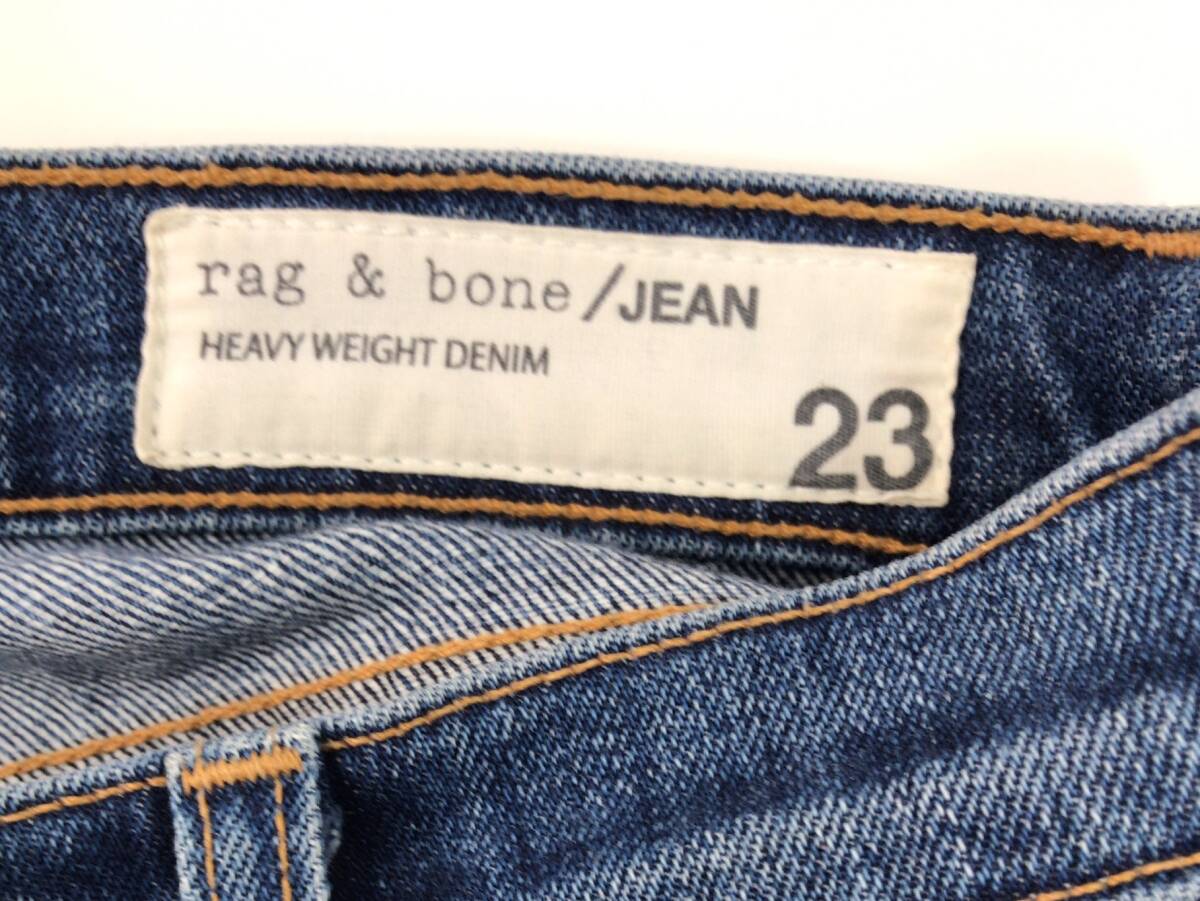 rag & bone/JEAN
HEAVY WEIGHT DENIM
23